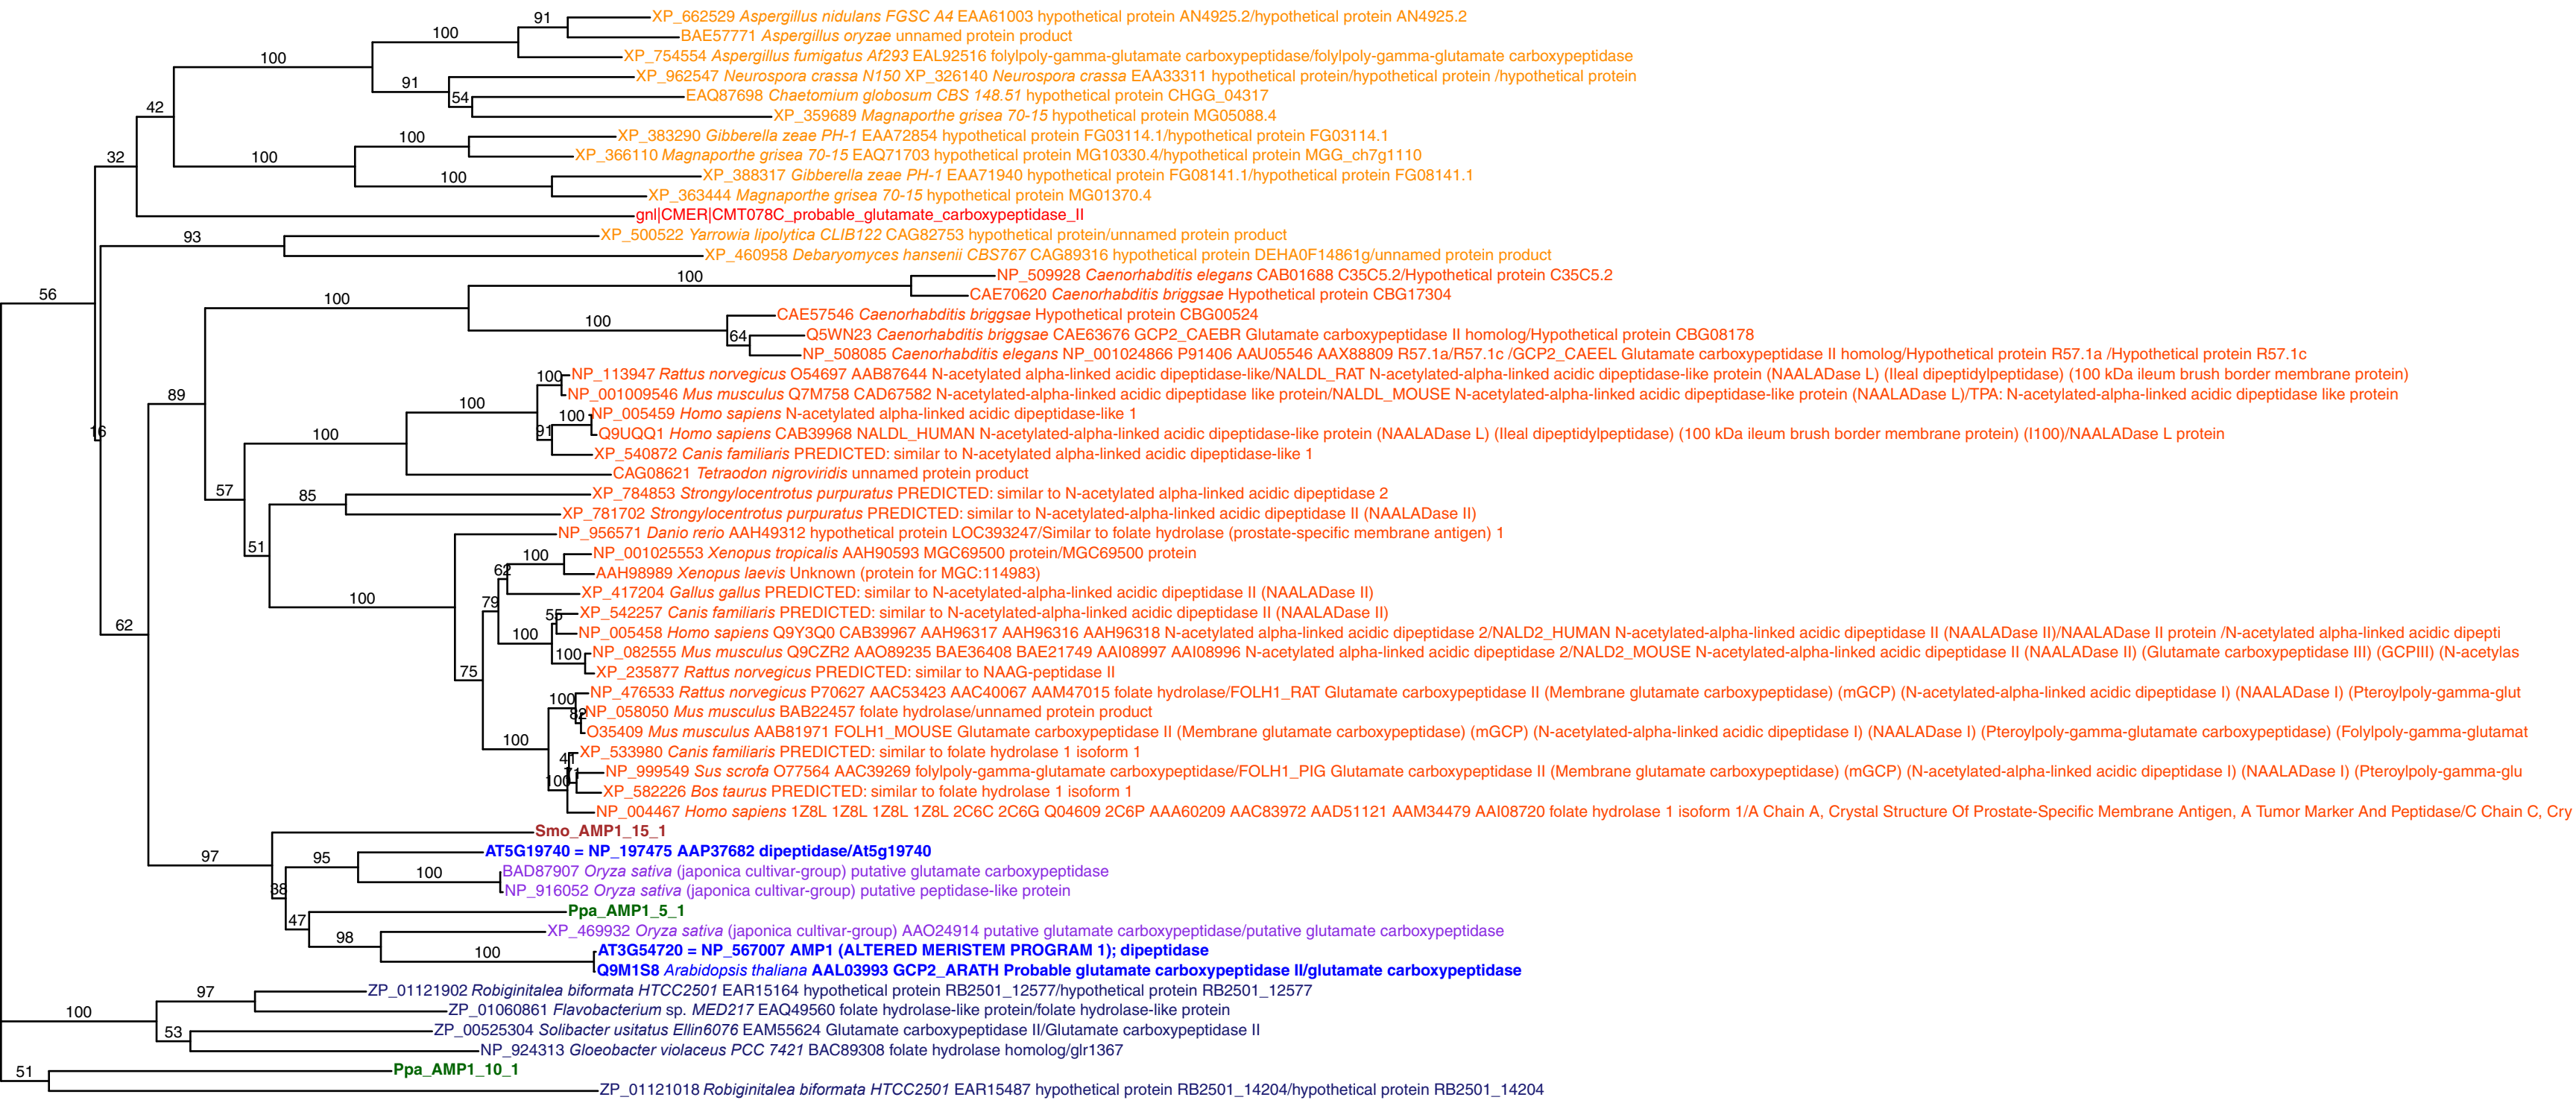 91
XP_662529 Aspergillus nidulans FGSC A4 EAA61003 hypothetical protein AN4925.2/hypothetical protein AN4925.2
100
BAE57771 Aspergillus oryzae unnamed protein product
XP_754554 Aspergillus fumigatus Af293 EAL92516 folylpoly-gamma-glutamate carboxypeptidase/folylpoly-gamma-glutamate carboxypeptidase
100
XP_962547 Neurospora crassa N150 XP_326140 Neurospora crassa EAA33311 hypothetical protein/hypothetical protein /hypothetical protein
91
54
EAQ87698 Chaetomium globosum CBS 148.51 hypothetical protein CHGG_04317
42
XP_359689 Magnaporthe grisea 70-15 hypothetical protein MG05088.4
100
XP_383290 Gibberella zeae PH-1 EAA72854 hypothetical protein FG03114.1/hypothetical protein FG03114.1
32
100
XP_366110 Magnaporthe grisea 70-15 EAQ71703 hypothetical protein MG10330.4/hypothetical protein MGG_ch7g1110
100
XP_388317 Gibberella zeae PH-1 EAA71940 hypothetical protein FG08141.1/hypothetical protein FG08141.1
XP_363444 Magnaporthe grisea 70-15 hypothetical protein MG01370.4
gnl|CMER|CMT078C_probable_glutamate_carboxypeptidase_II
93
XP_500522 Yarrowia lipolytica CLIB122 CAG82753 hypothetical protein/unnamed protein product
XP_460958 Debaryomyces hansenii CBS767 CAG89316 hypothetical protein DEHA0F14861g/unnamed protein product
100
NP_509928 Caenorhabditis elegans CAB01688 C35C5.2/Hypothetical protein C35C5.2
56
100
CAE70620 Caenorhabditis briggsae Hypothetical protein CBG17304
100
CAE57546 Caenorhabditis briggsae Hypothetical protein CBG00524
64
Q5WN23 Caenorhabditis briggsae CAE63676 GCP2_CAEBR Glutamate carboxypeptidase II homolog/Hypothetical protein CBG08178
NP_508085 Caenorhabditis elegans NP_001024866 P91406 AAU05546 AAX88809 R57.1a/R57.1c /GCP2_CAEEL Glutamate carboxypeptidase II homolog/Hypothetical protein R57.1a /Hypothetical protein R57.1c
100
NP_113947 Rattus norvegicus O54697 AAB87644 N-acetylated alpha-linked acidic dipeptidase-like/NALDL_RAT N-acetylated-alpha-linked acidic dipeptidase-like protein (NAALADase L) (Ileal dipeptidylpeptidase) (100 kDa ileum brush border membrane protein)
89
NP_001009546 Mus musculus Q7M758 CAD67582 N-acetylated-alpha-linked acidic dipeptidase like protein/NALDL_MOUSE N-acetylated-alpha-linked acidic dipeptidase-like protein (NAALADase L)/TPA: N-acetylated-alpha-linked acidic dipeptidase like protein
100
100
NP_005459 Homo sapiens N-acetylated alpha-linked acidic dipeptidase-like 1
16
100
91
Q9UQQ1 Homo sapiens CAB39968 NALDL_HUMAN N-acetylated-alpha-linked acidic dipeptidase-like protein (NAALADase L) (Ileal dipeptidylpeptidase) (100 kDa ileum brush border membrane protein) (I100)/NAALADase L protein
XP_540872 Canis familiaris PREDICTED: similar to N-acetylated alpha-linked acidic dipeptidase-like 1
CAG08621 Tetraodon nigroviridis unnamed protein product
57
85
XP_784853 Strongylocentrotus purpuratus PREDICTED: similar to N-acetylated alpha-linked acidic dipeptidase 2
XP_781702 Strongylocentrotus purpuratus PREDICTED: similar to N-acetylated-alpha-linked acidic dipeptidase II (NAALADase II)
51
NP_956571 Danio rerio AAH49312 hypothetical protein LOC393247/Similar to folate hydrolase (prostate-specific membrane antigen) 1
100
NP_001025553 Xenopus tropicalis AAH90593 MGC69500 protein/MGC69500 protein
62
AAH98989 Xenopus laevis Unknown (protein for MGC:114983)
100
79
XP_417204 Gallus gallus PREDICTED: similar to N-acetylated-alpha-linked acidic dipeptidase II (NAALADase II)
55
XP_542257 Canis familiaris PREDICTED: similar to N-acetylated-alpha-linked acidic dipeptidase II (NAALADase II)
62
100
NP_005458 Homo sapiens Q9Y3Q0 CAB39967 AAH96317 AAH96316 AAH96318 N-acetylated alpha-linked acidic dipeptidase 2/NALD2_HUMAN N-acetylated-alpha-linked acidic dipeptidase II (NAALADase II)/NAALADase II protein /N-acetylated alpha-linked acidic dipepti
100
NP_082555 Mus musculus Q9CZR2 AAO89235 BAE36408 BAE21749 AAI08997 AAI08996 N-acetylated alpha-linked acidic dipeptidase 2/NALD2_MOUSE N-acetylated-alpha-linked acidic dipeptidase II (NAALADase II) (Glutamate carboxypeptidase III) (GCPIII) (N-acetylas
75
XP_235877 Rattus norvegicus PREDICTED: similar to NAAG-peptidase II
100
NP_476533 Rattus norvegicus P70627 AAC53423 AAC40067 AAM47015 folate hydrolase/FOLH1_RAT Glutamate carboxypeptidase II (Membrane glutamate carboxypeptidase) (mGCP) (N-acetylated-alpha-linked acidic dipeptidase I) (NAALADase I) (Pteroylpoly-gamma-glut
82
NP_058050 Mus musculus BAB22457 folate hydrolase/unnamed protein product
100
O35409 Mus musculus AAB81971 FOLH1_MOUSE Glutamate carboxypeptidase II (Membrane glutamate carboxypeptidase) (mGCP) (N-acetylated-alpha-linked acidic dipeptidase I) (NAALADase I) (Pteroylpoly-gamma-glutamate carboxypeptidase) (Folylpoly-gamma-glutamat
41
XP_533980 Canis familiaris PREDICTED: similar to folate hydrolase 1 isoform 1
100
71
NP_999549 Sus scrofa O77564 AAC39269 folylpoly-gamma-glutamate carboxypeptidase/FOLH1_PIG Glutamate carboxypeptidase II (Membrane glutamate carboxypeptidase) (mGCP) (N-acetylated-alpha-linked acidic dipeptidase I) (NAALADase I) (Pteroylpoly-gamma-glu
XP_582226 Bos taurus PREDICTED: similar to folate hydrolase 1 isoform 1
NP_004467 Homo sapiens 1Z8L 1Z8L 1Z8L 1Z8L 2C6C 2C6G Q04609 2C6P AAA60209 AAC83972 AAD51121 AAM34479 AAI08720 folate hydrolase 1 isoform 1/A Chain A, Crystal Structure Of Prostate-Specific Membrane Antigen, A Tumor Marker And Peptidase/C Chain C, Cry
Smo_AMP1_15_1
97
95
AT5G19740 = NP_197475 AAP37682 dipeptidase/At5g19740
100
BAD87907 Oryza sativa (japonica cultivar-group) putative glutamate carboxypeptidase
38
NP_916052 Oryza sativa (japonica cultivar-group) putative peptidase-like protein
47
Ppa_AMP1_5_1
98
XP_469932 Oryza sativa (japonica cultivar-group) AAO24914 putative glutamate carboxypeptidase/putative glutamate carboxypeptidase
100
AT3G54720 = NP_567007 AMP1 (ALTERED MERISTEM PROGRAM 1); dipeptidase
Q9M1S8 Arabidopsis thaliana AAL03993 GCP2_ARATH Probable glutamate carboxypeptidase II/glutamate carboxypeptidase
97
ZP_01121902 Robiginitalea biformata HTCC2501 EAR15164 hypothetical protein RB2501_12577/hypothetical protein RB2501_12577
100
ZP_01060861 Flavobacterium sp. MED217 EAQ49560 folate hydrolase-like protein/folate hydrolase-like protein
53
ZP_00525304 Solibacter usitatus Ellin6076 EAM55624 Glutamate carboxypeptidase II/Glutamate carboxypeptidase II
NP_924313 Gloeobacter violaceus PCC 7421 BAC89308 folate hydrolase homolog/glr1367
51
Ppa_AMP1_10_1
ZP_01121018 Robiginitalea biformata HTCC2501 EAR15487 hypothetical protein RB2501_14204/hypothetical protein RB2501_14204